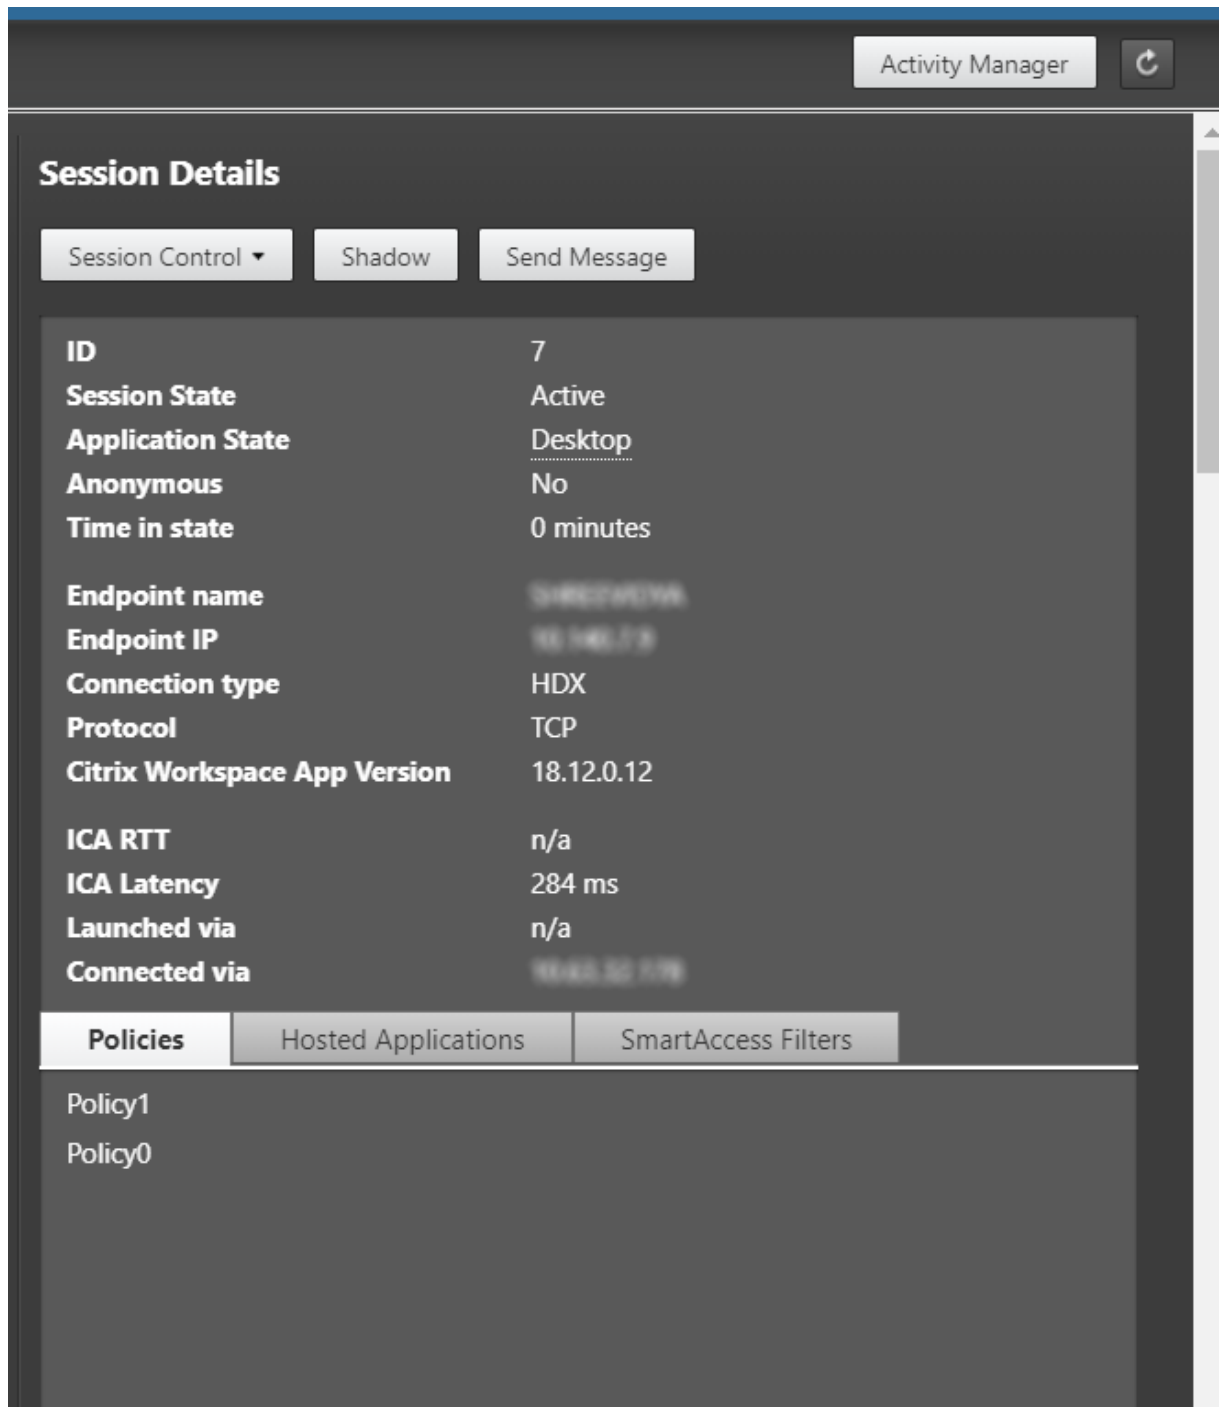 Activity Manager
Session Details
Session Control Shadow Send Message
ID 7
Session State Active
Application State Desktop
Anonymous No
Time in state 0 minutes
Endpoint name
Endpoint IP
Connection type HDX
Protocol TCP
Citrix Workspace App Version 18.12.0.12
ICA RTT n/a
ICA Latency 284 ms
Launched via n/a
Connected via
Policies Hosted Applications SmartAccess Filters
Policy1
Policy0